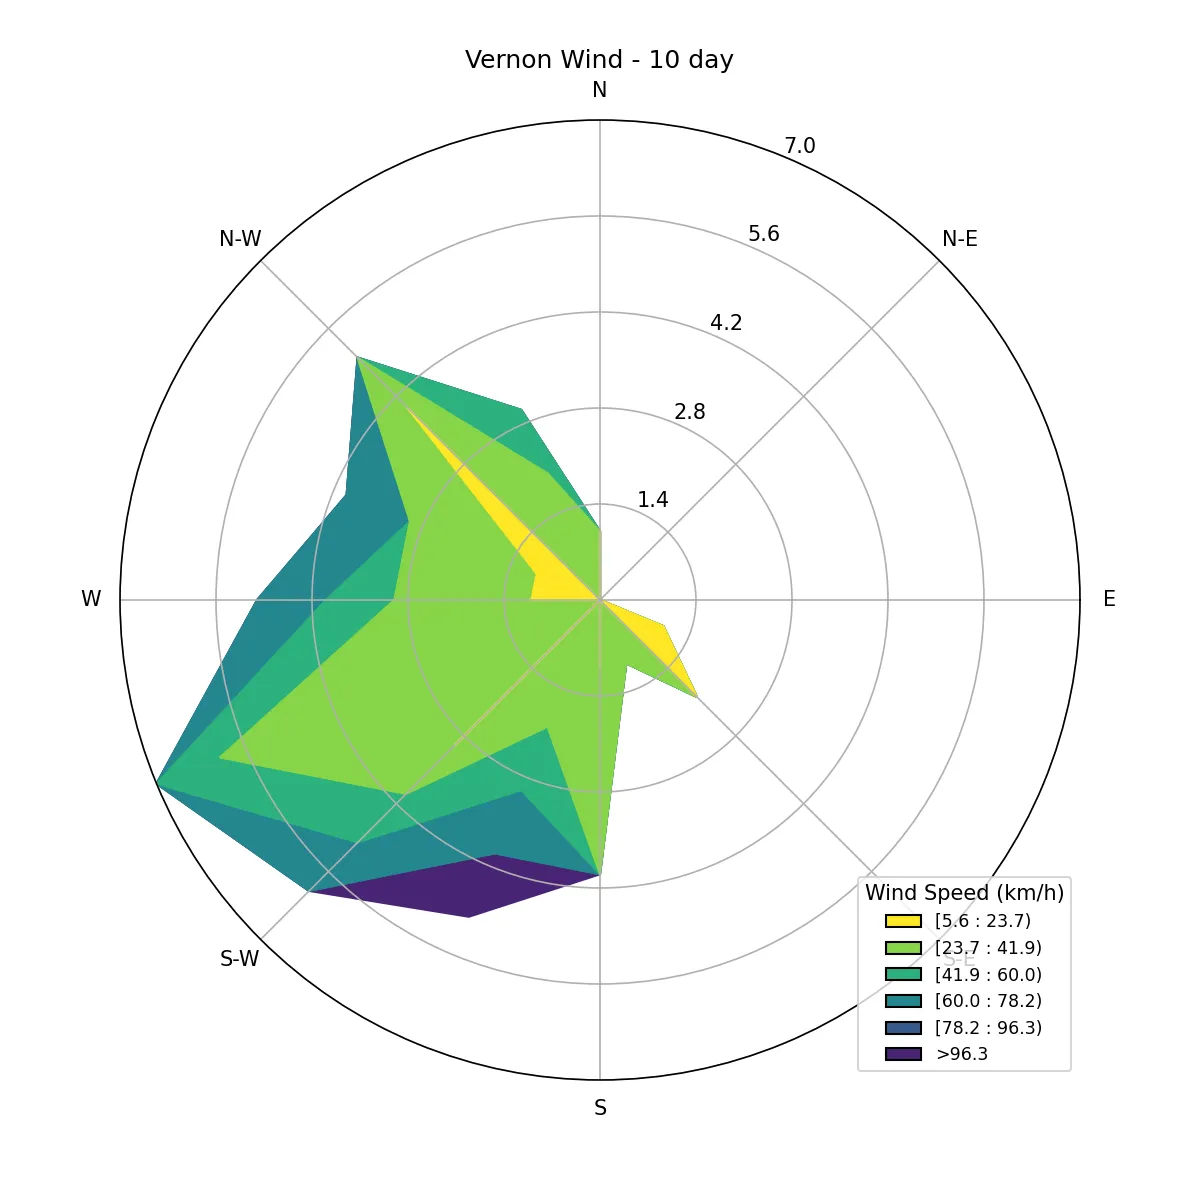 Vernon Wind - 10 day
N
7.0
N-W
5.6
N-E
4.2
2.8
1.4
W
E
Wind Speed (km/h)
[5.6 : 23.7)
[23.7 : 41.9)
S-W
S-E
[41.9 : 60.0)
[60.0 : 78.2)
[78.2 : 96.3)
>96.3
S